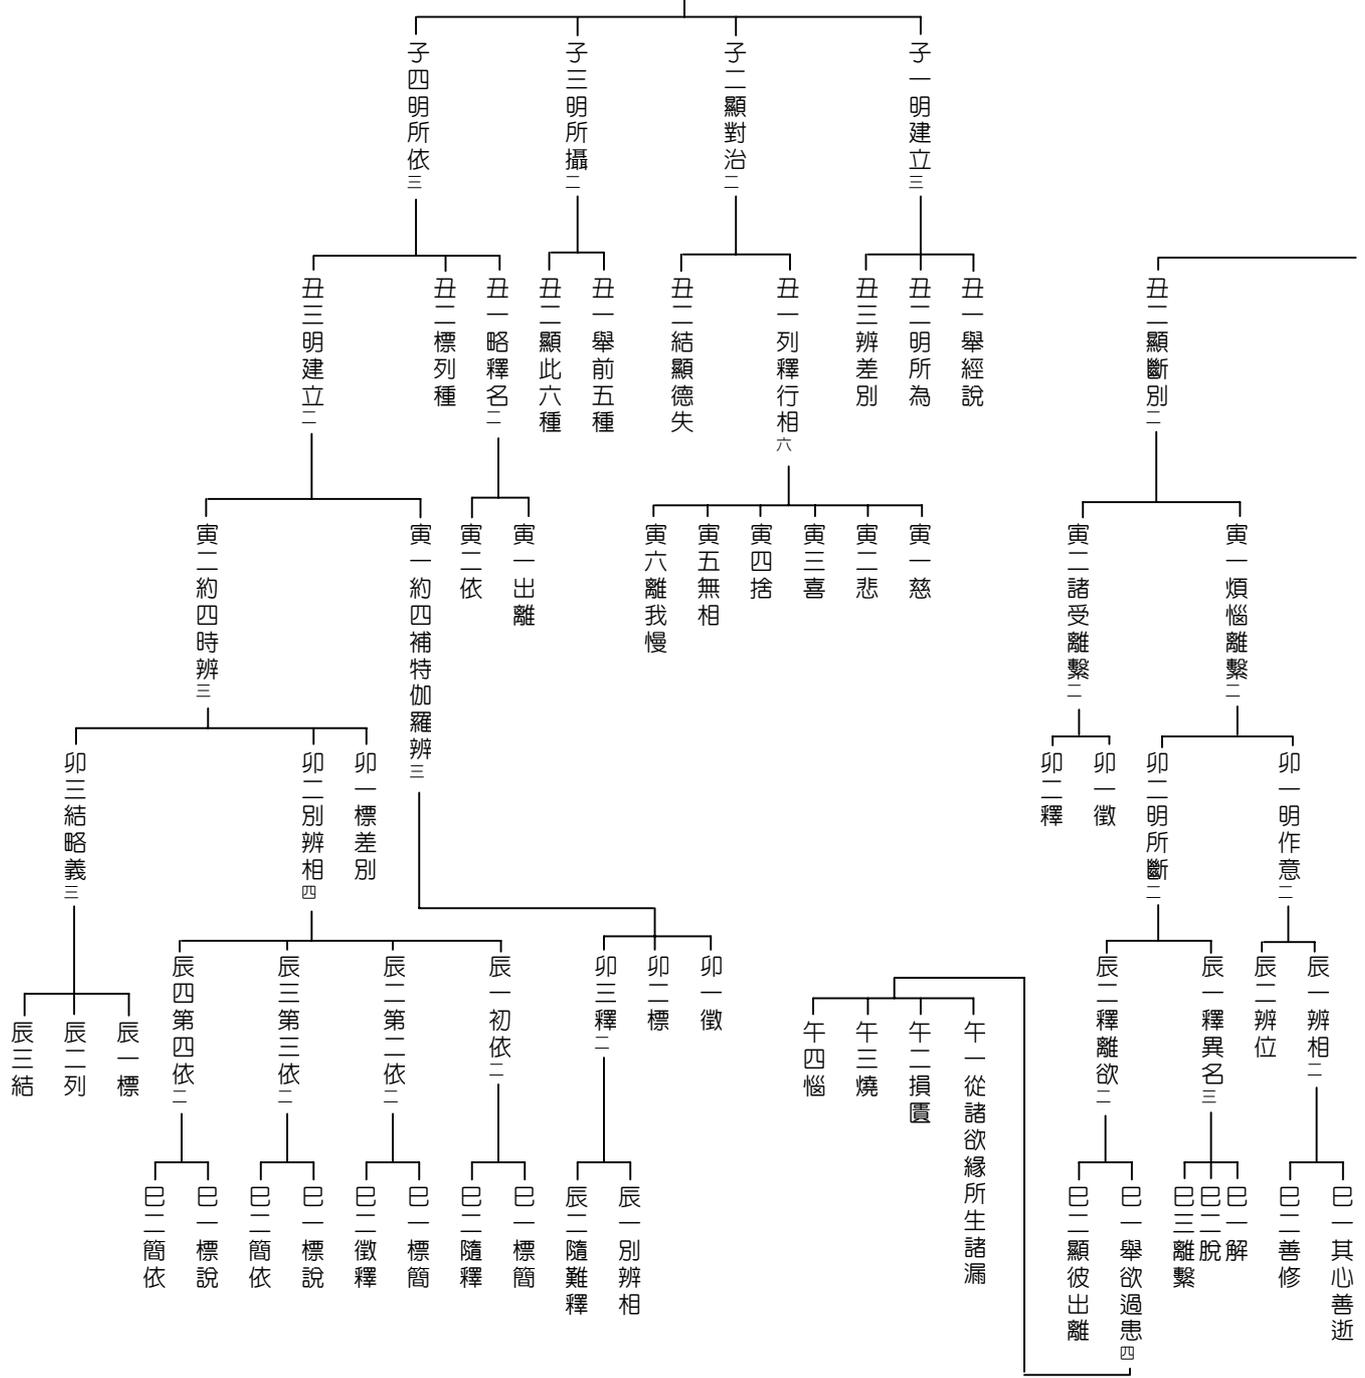 子一明建立三
子二顯對治二
子三明所攝二
子四明所依三
丑二顯斷別二
丑一舉經說
丑二明所為
丑三辨差別
丑一列釋行相六
丑二結顯德失
丑一舉前五種
丑二顯此六種
丑一略釋名二
丑二標列種
丑三明建立二
寅一煩惱離繫二
寅二諸受離繫二
寅一慈
寅二悲
寅三喜
寅四捨
寅五無相
寅六離我慢
寅一出離
寅二依
寅一約四補特伽羅辨三
寅二約四時辨三
卯一明作意二
卯二明所斷二
卯一徵
卯二釋
卯一標差別
卯二別辨相四
卯三結略義三
辰一辨相二
辰二辨位
辰一釋異名三
辰二釋離欲二
卯一徵
卯二標
卯三釋二
辰一初依二
辰二第二依二
辰三第三依二
辰四第四依二
辰一標
辰二列
辰三結
午一從諸欲緣所生諸漏
午二損匱
午三燒
午四惱
巳一其心善逝
巳二善修
巳一解
巳二脫
巳三離繫
巳一舉欲過患四
巳二顯彼出離
辰一別辨相
辰二隨難釋
巳一標簡
巳二隨釋
巳一標簡
巳二徵釋
巳一標說
巳二簡依
巳一標說
巳二簡依